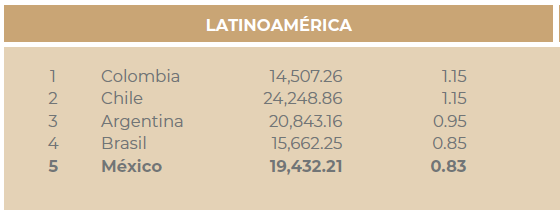 LATINOAMÉRICA
1 Colombia 14,507.26 1.15
2 Chile 24,248.86 1.15
3 Argentina 20,843.16 0.95
4 Brasil 15,662.25 0.85
5 México 19,432.21 0.83